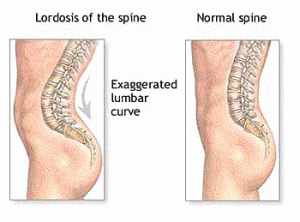 Lordosis of the spine
Normal spine
Exaggerated
lumbar
curve